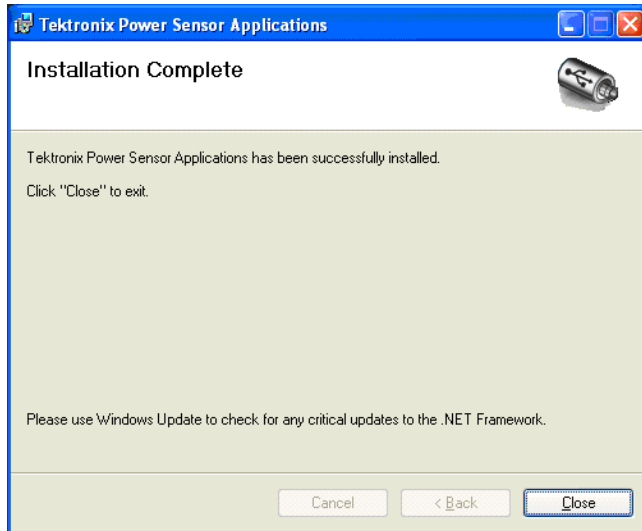 Tektronix Power Sensor Applications
Installation Complete
Tektronix Power Sensor Applications has been successfully installed.
Click "Close" to exit.
Please use Windows Update to check for any critical updates to the .NET Framework.
Cancel
< Back
Close